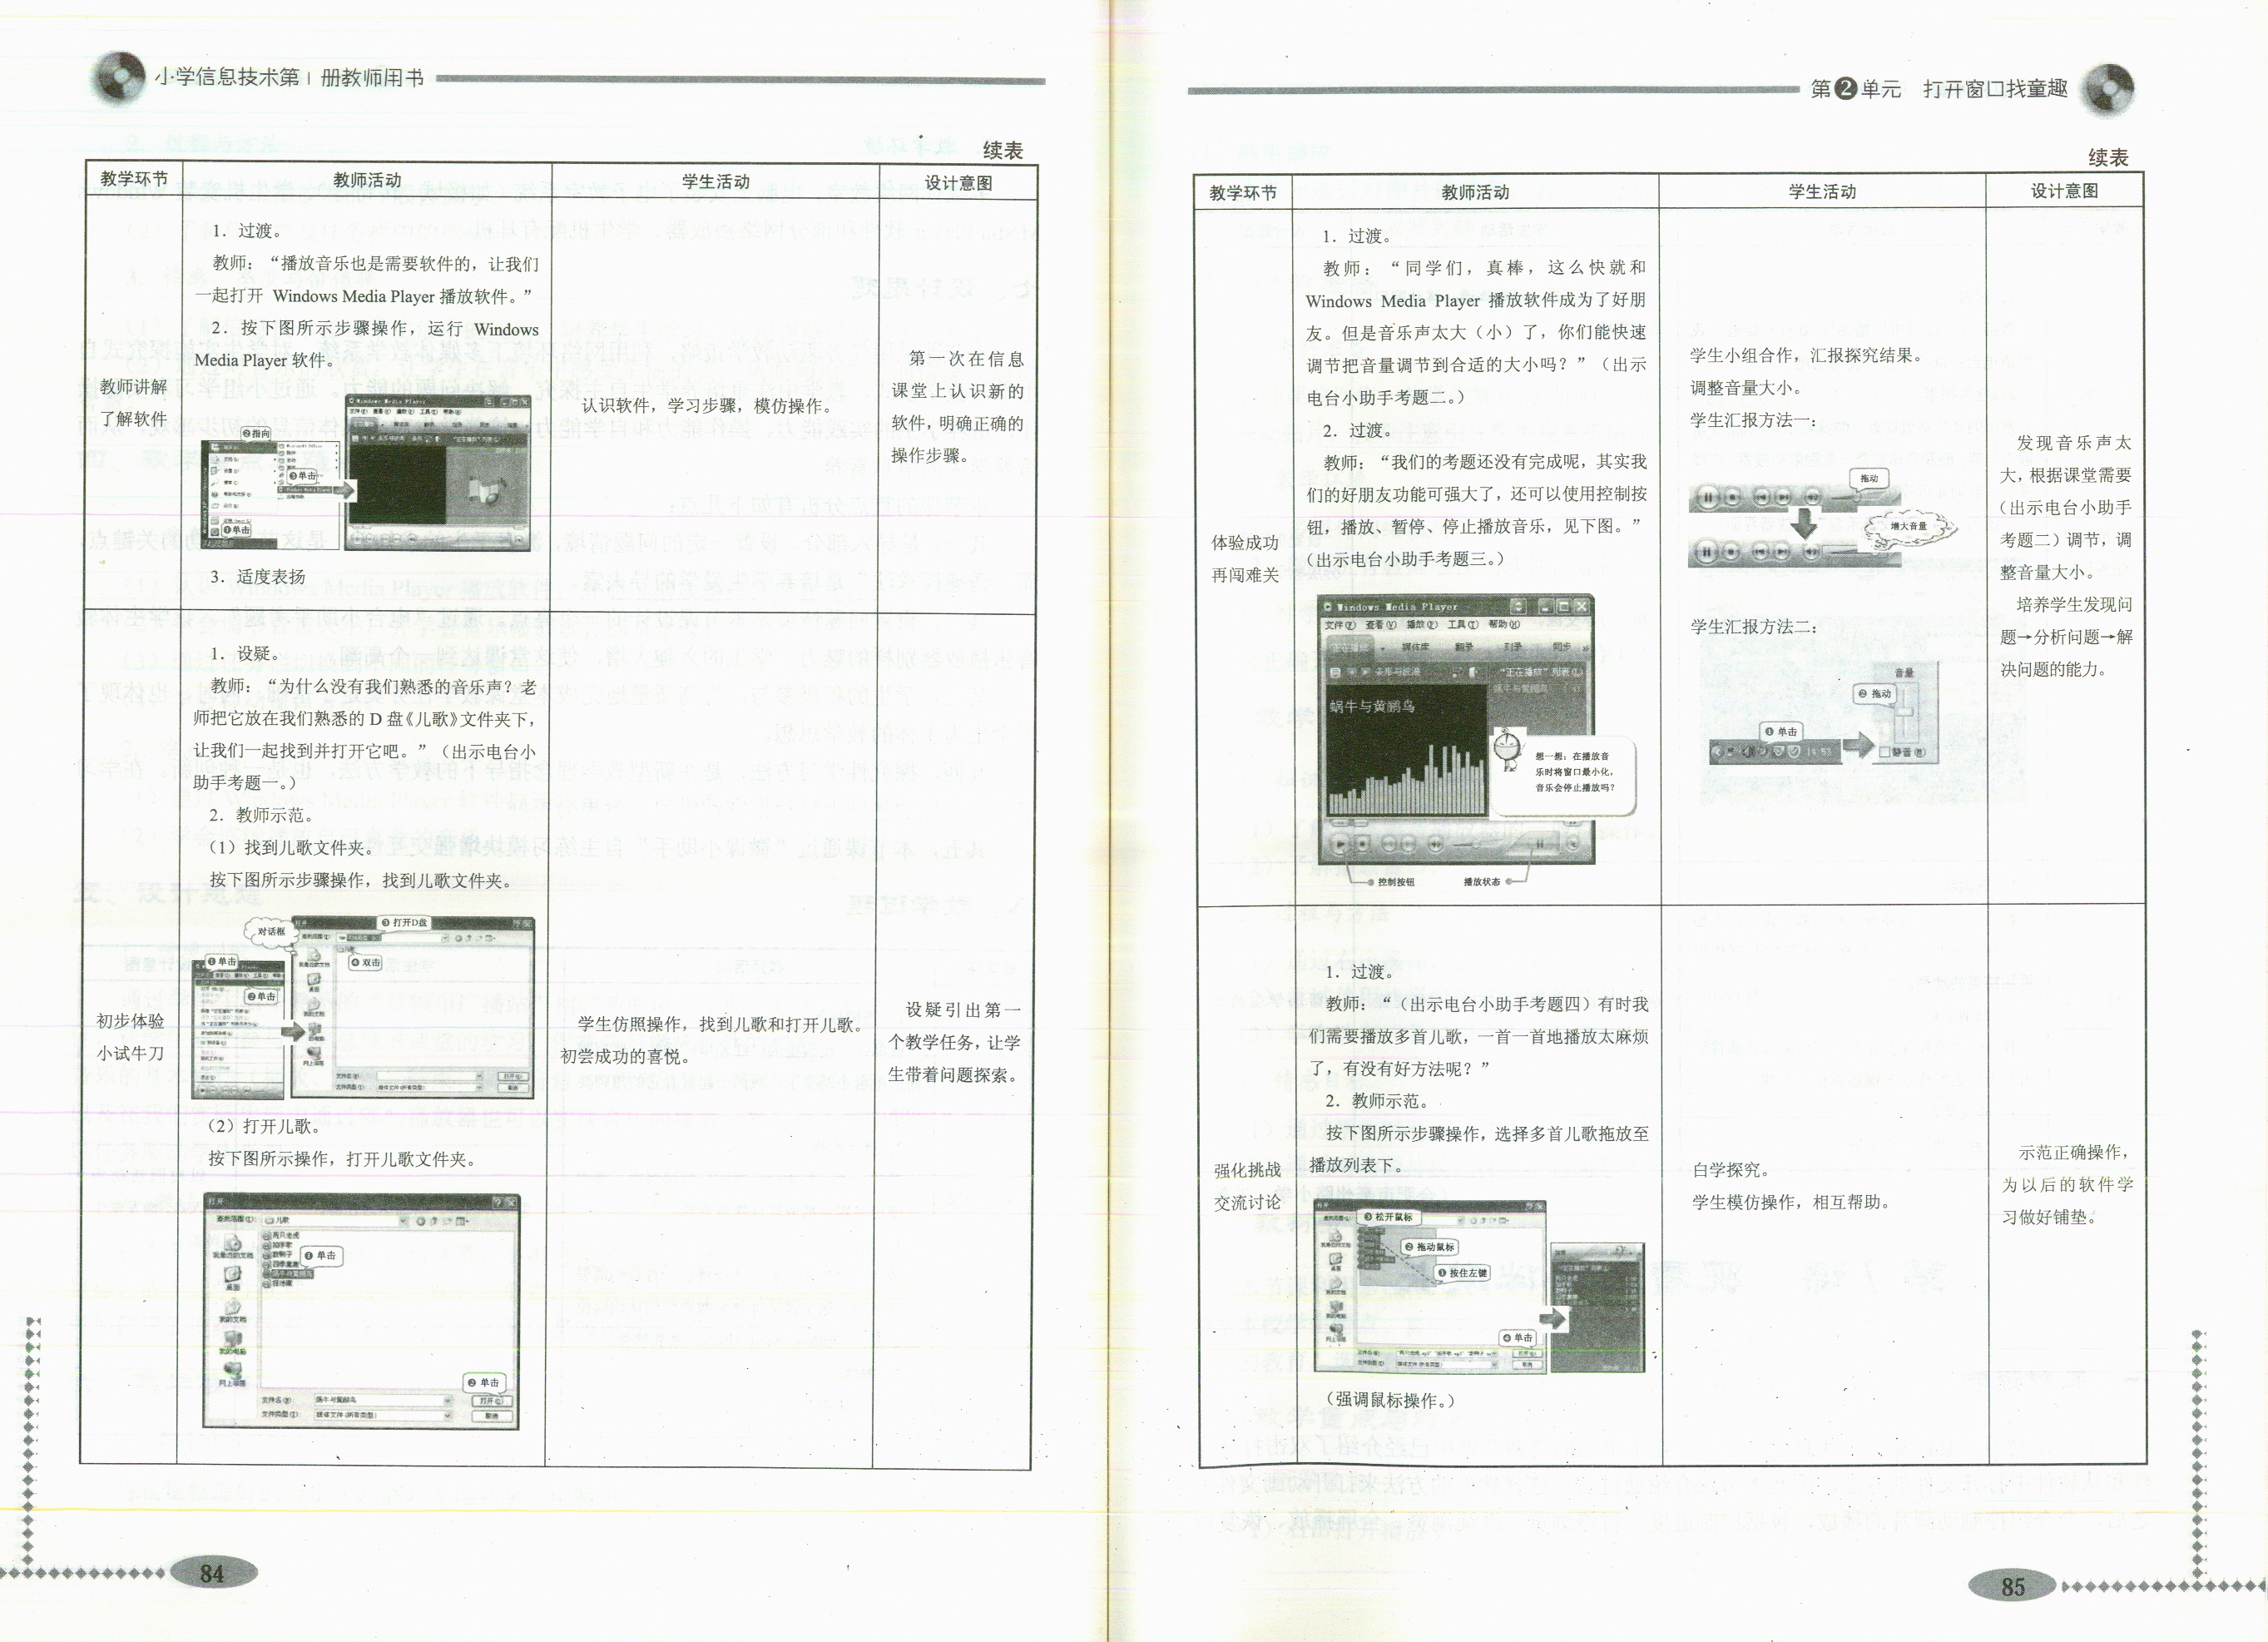 小学信息技术第1册教师用书
续表
教学环节 教师活动 学生活动 设计意图
教师讲解
了解软件
1．过渡。
教师：“播放音乐也是需要软件的，让我们
一起打开 Windows Media Player 播放软件。”
2．按下图所示步骤操作，运行 Windows
Media Player 软件。
❷指向
❸单击
❶单击
3．适度表扬
认识软件，学习步骤，模仿操作。
第一次在信息
课堂上认识新的
软件，明确正确的
操作步骤。
初步体验
小试牛刀
1．设疑。
教师：“为什么没有我们熟悉的音乐声？老
师把它放在我们熟悉的 D 盘《儿歌》文件夹下，
让我们一起找到并打开它吧。”（出示电台小
助手考题一。）
2．教师示范。
（1）找到儿歌文件夹。
按下图所示步骤操作，找到儿歌文件夹。
对话框
❸打开D盘
❶单击
❹双击
❷单击
（2）打开儿歌。
按下图所示操作，打开儿歌文件夹。
❶单击
❷单击
学生仿照操作，找到儿歌和打开儿歌。
初尝成功的喜悦。
设疑引出第一
个教学任务，让学
生带着问题探索。
84
第❷单元 打开窗口找童趣
续表
教学环节 教师活动 学生活动 设计意图
体验成功
再闯难关
1．过渡。
教师：“同学们，真棒，这么快就和
Windows Media Player 播放软件成为了好朋
友。但是音乐声太大（小）了，你们能快速
调节把音量调节到合适的大小吗？”（出示
电台小助手考题二。）
2．过渡。
教师：“我们的考题还没有完成呢，其实我
们的好朋友功能可强大了，还可以使用控制按
钮，播放、暂停、停止播放音乐，见下图。”
（出示电台小助手考题三。）
Windows Media Player
文件(F) 查看(V) 播放(P) 工具(T) 帮助(H)
蜗牛与黄鹂鸟
想一想：在播放音
乐时将窗口最小化，
音乐会停止播放吗？
控制按钮 播放状态
学生小组合作，汇报探究结果。
调整音量大小。
学生汇报方法一：
拖动
增大音量
学生汇报方法二：
音量
❷拖动
❶单击
14:53
静音(M)
发现音乐声太
大，根据课堂需要
（出示电台小助手
考题二）调节，调
整音量大小。
培养学生发现问
题→分析问题→解
决问题的能力。
强化挑战
交流讨论
1．过渡。
教师：“（出示电台小助手考题四）有时我
们需要播放多首儿歌，一首一首地播放太麻烦
了，有没有好方法呢？”
2．教师示范。
按下图所示步骤操作，选择多首儿歌拖放至
播放列表下。
❸松开鼠标
❷拖动鼠标
❶按住左键
❹单击
（强调鼠标操作。）
自学探究。
学生模仿操作，相互帮助。
示范正确操作，
为以后的软件学
习做好铺垫。
85